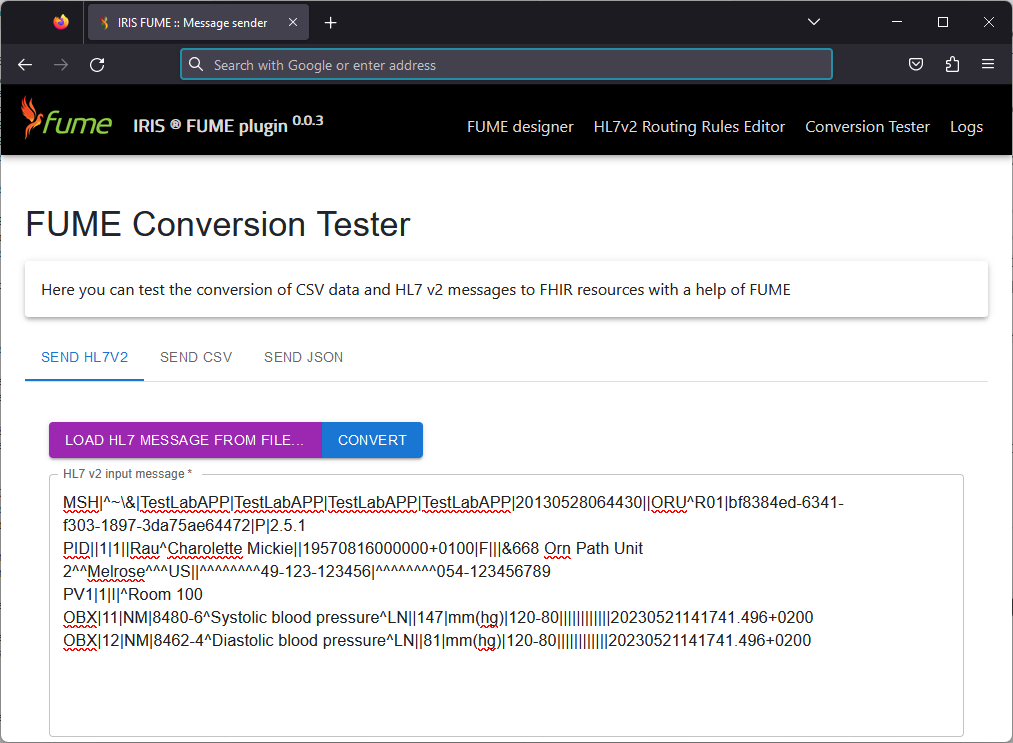 IRIS FUME :: Message sender
Search with Google or enter address
fume IRIS ® FUME plugin 0.0.3 FUME designer HL7v2 Routing Rules Editor Conversion Tester Logs
FUME Conversion Tester
Here you can test the conversion of CSV data and HL7 v2 messages to FHIR resources with a help of FUME
SEND HL7V2 SEND CSV SEND JSON
LOAD HL7 MESSAGE FROM FILE... CONVERT
HL7 v2 input message *
MSH|^~\&|TestLabAPP|TestLabAPP|TestLabAPP|TestLabAPP|20130528064430||ORU^R01|bf8384ed-6341-
f303-1897-3da75ae64472|P|2.5.1
PID||1|1||Rau^Charolette Mickie||19570816000000+0100|F|||&668 Orn Path Unit
2^^Melrose^^^US||^^^^^^^^49-123-123456|^^^^^^^^054-123456789
PV1|1|I|^Room 100
OBX|11|NM|8480-6^Systolic blood pressure^LN||147|mm(hg)|120-80||||||||||||20230521141741.496+0200
OBX|12|NM|8462-4^Diastolic blood pressure^LN||81|mm(hg)|120-80||||||||||||20230521141741.496+0200